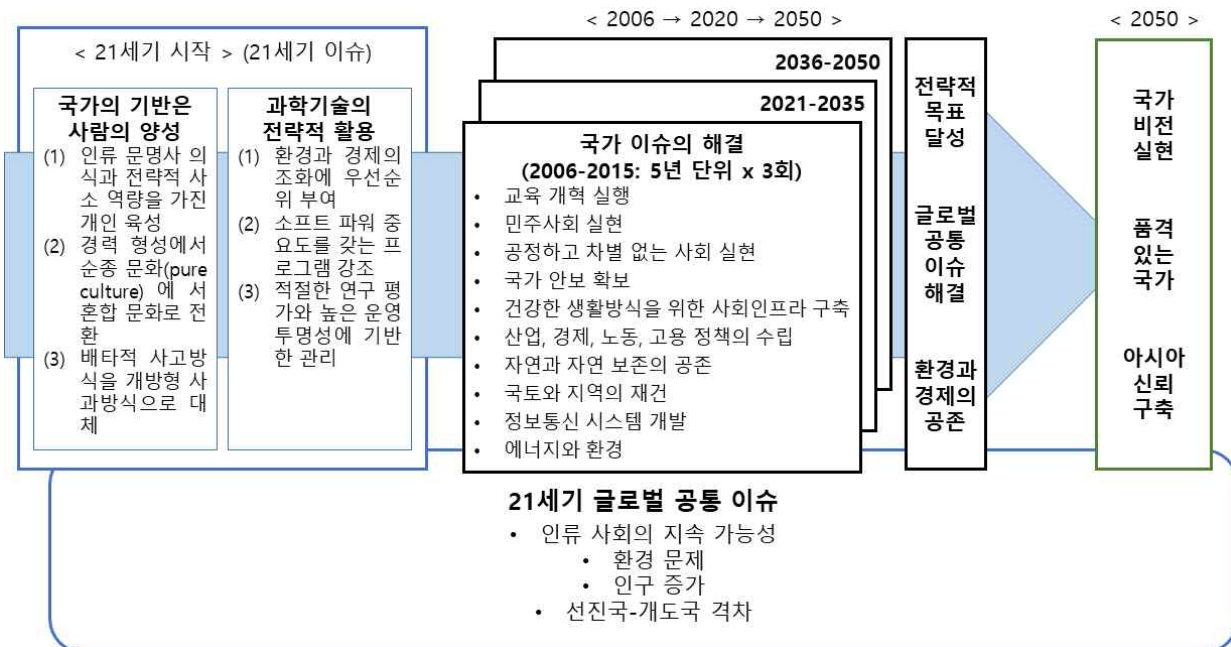 < 21세기 시작 > (21세기 이슈)
국가의 기반은
사람의 양성
(1) 인류 문명사 의
식과 전략적 사
소 역량을 가진
개인 육성
(2) 경력 형성에서
순종 문화(pure
culture) 에 서
혼합 문화로 전
환
(3) 배타적 사고방
식을 개방형 사
과방식으로 대
체
과학기술의
전략적 활용
(1) 환경과 경제의
조화에 우선순
위 부여
(2) 소프트 파워 중
요도를 갖는 프
로그램 강조
(3) 적절한 연구 평
가와 높은 운영
투명성에 기반
한 관리
< 2006 → 2020 → 2050 >
2036-2050
2021-2035
국가 이슈의 해결
(2006-2015: 5년 단위 x 3회)
• 교육 개혁 실행
• 민주사회 실현
• 공정하고 차별 없는 사회 실현
• 국가 안보 확보
• 건강한 생활방식을 위한 사회인프라 구축
• 산업, 경제, 노동, 고용 정책의 수립
• 자연과 자연 보존의 공존
• 국토와 지역의 재건
• 정보통신 시스템 개발
• 에너지와 환경
전략적
목표
달성
글로벌
공통
이슈
해결
환경과
경제의
공존
< 2050 >
국가
비전
실현
품격
있는
국가
아시아
신뢰
구축
21세기 글로벌 공통 이슈
• 인류 사회의 지속 가능성
• 환경 문제
• 인구 증가
• 선진국-개도국 격차